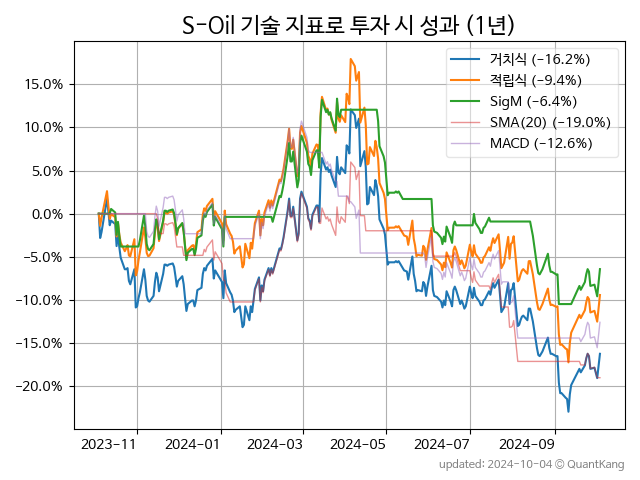 S-Oil 기술 지표로 투자 시 성과 (1년)
거치식 (-16.2%)
적립식 (-9.4%)
SigM (-6.4%)
SMA(20) (-19.0%)
MACD (-12.6%)
15.0%
10.0%
5.0%
0.0%
-5.0%
-10.0%
-15.0%
-20.0%
2023-11 2024-01 2024-03 2024-05 2024-07 2024-09
updated: 2024-10-04 © QuantKang